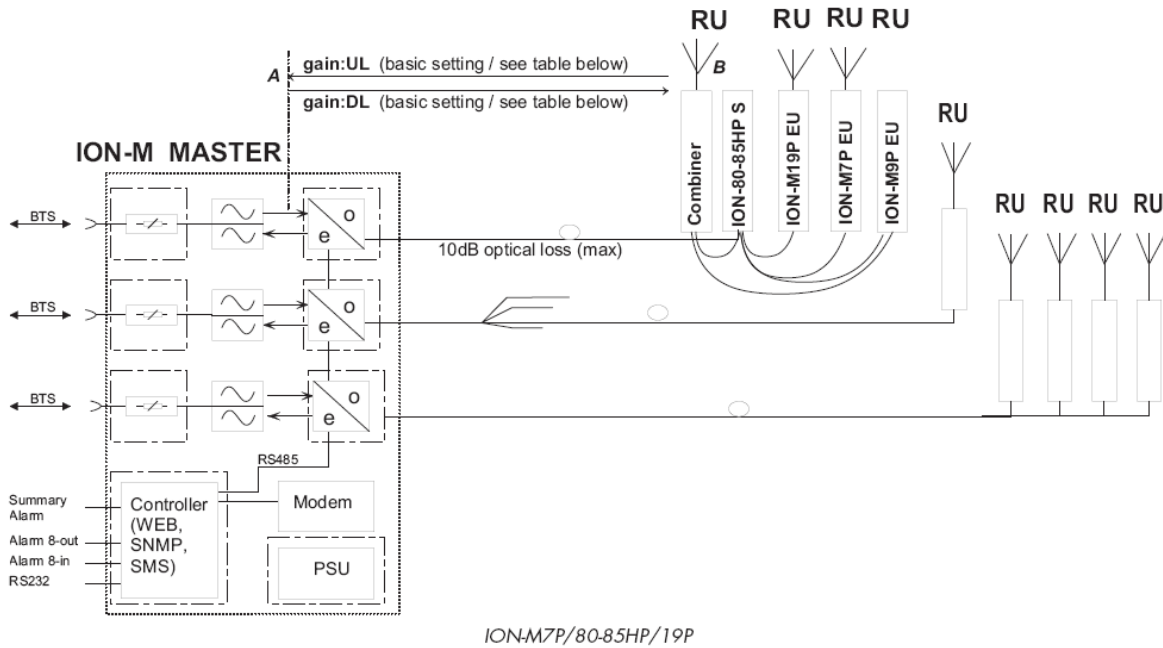 RU
RU
RU
RU
A
gain:UL (basic setting / see table below)
B
gain:DL (basic setting / see table below)
Combiner
ION-80-85HP S
ION-M19P EU
ION-M7P EU
ION-M9P EU
RU
ION-M MASTER
RU
RU
RU
RU
BTS
o
e
10dB optical loss (max)
BTS
o
e
BTS
o
e
RS485
Summary
Alarm
Alarm 8-out
Alarm 8-in
RS232
Controller
(WEB,
SNMP,
SMS)
Modem
PSU
ION-M7P/80-85HP/19P